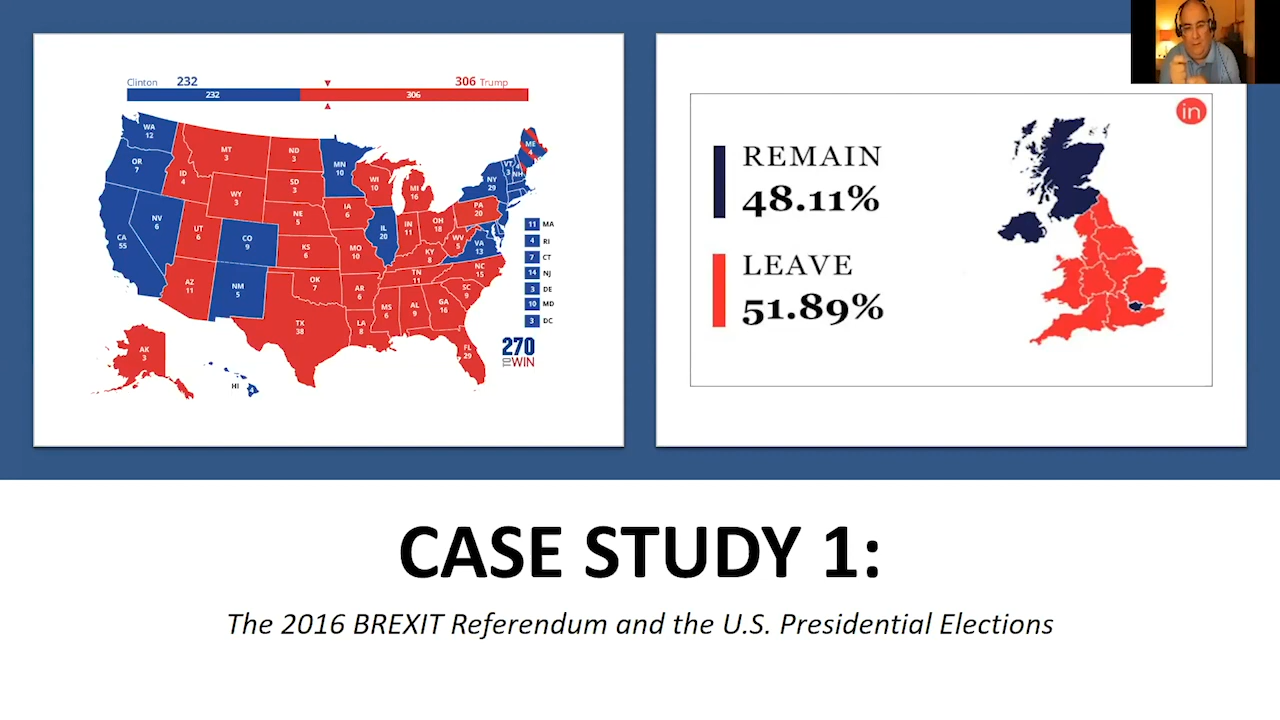 Clinton 232 306 Trump
232 306
WA
12
OR
7
CA
55
NV
6
ID
4
MT
3
WY
3
UT
6
AZ
11
CO
9
NM
5
ND
3
SD
3
NE
5
KS
6
OK
7
TX
38
MN
10
IA
6
MO
10
AR
6
LA
8
WI
10
IL
20
MI
16
IN
11
OH
18
KY
8
TN
11
MS
6
AL
9
GA
16
FL
29
SC
9
NC
15
VA
13
WV
5
PA
20
NY
29
VT
3
NH
4
ME
11 MA
4 RI
7 CT
14 NJ
3 DE
10 MD
3 DC
AK
3
HI
270
TO WIN
in
REMAIN
48.11%
LEAVE
51.89%
CASE STUDY 1:
The 2016 BREXIT Referendum and the U.S. Presidential Elections